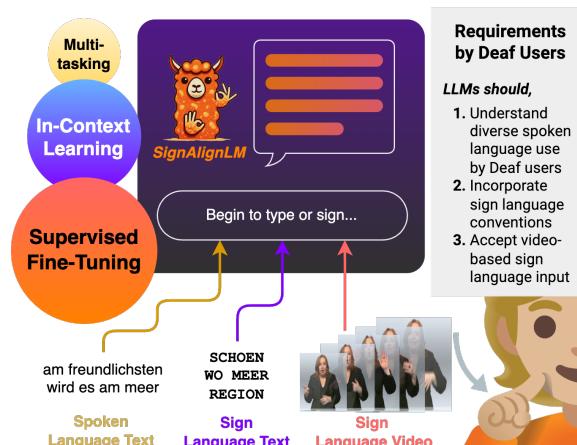 Multi-
tasking
In-Context
Learning
Supervised
Fine-Tuning
SignAlignLM
Begin to type or sign...
Requirements
by Deaf Users
LLMs should,
1. Understand
diverse spoken
language use
by Deaf users
2. Incorporate
sign language
conventions
3. Accept video-
based sign
language input
am freundlichsten
wird es am meer
Spoken
Language Text
SCHOEN
WO MEER
REGION
Sign
Language Text
Sign
Language Video